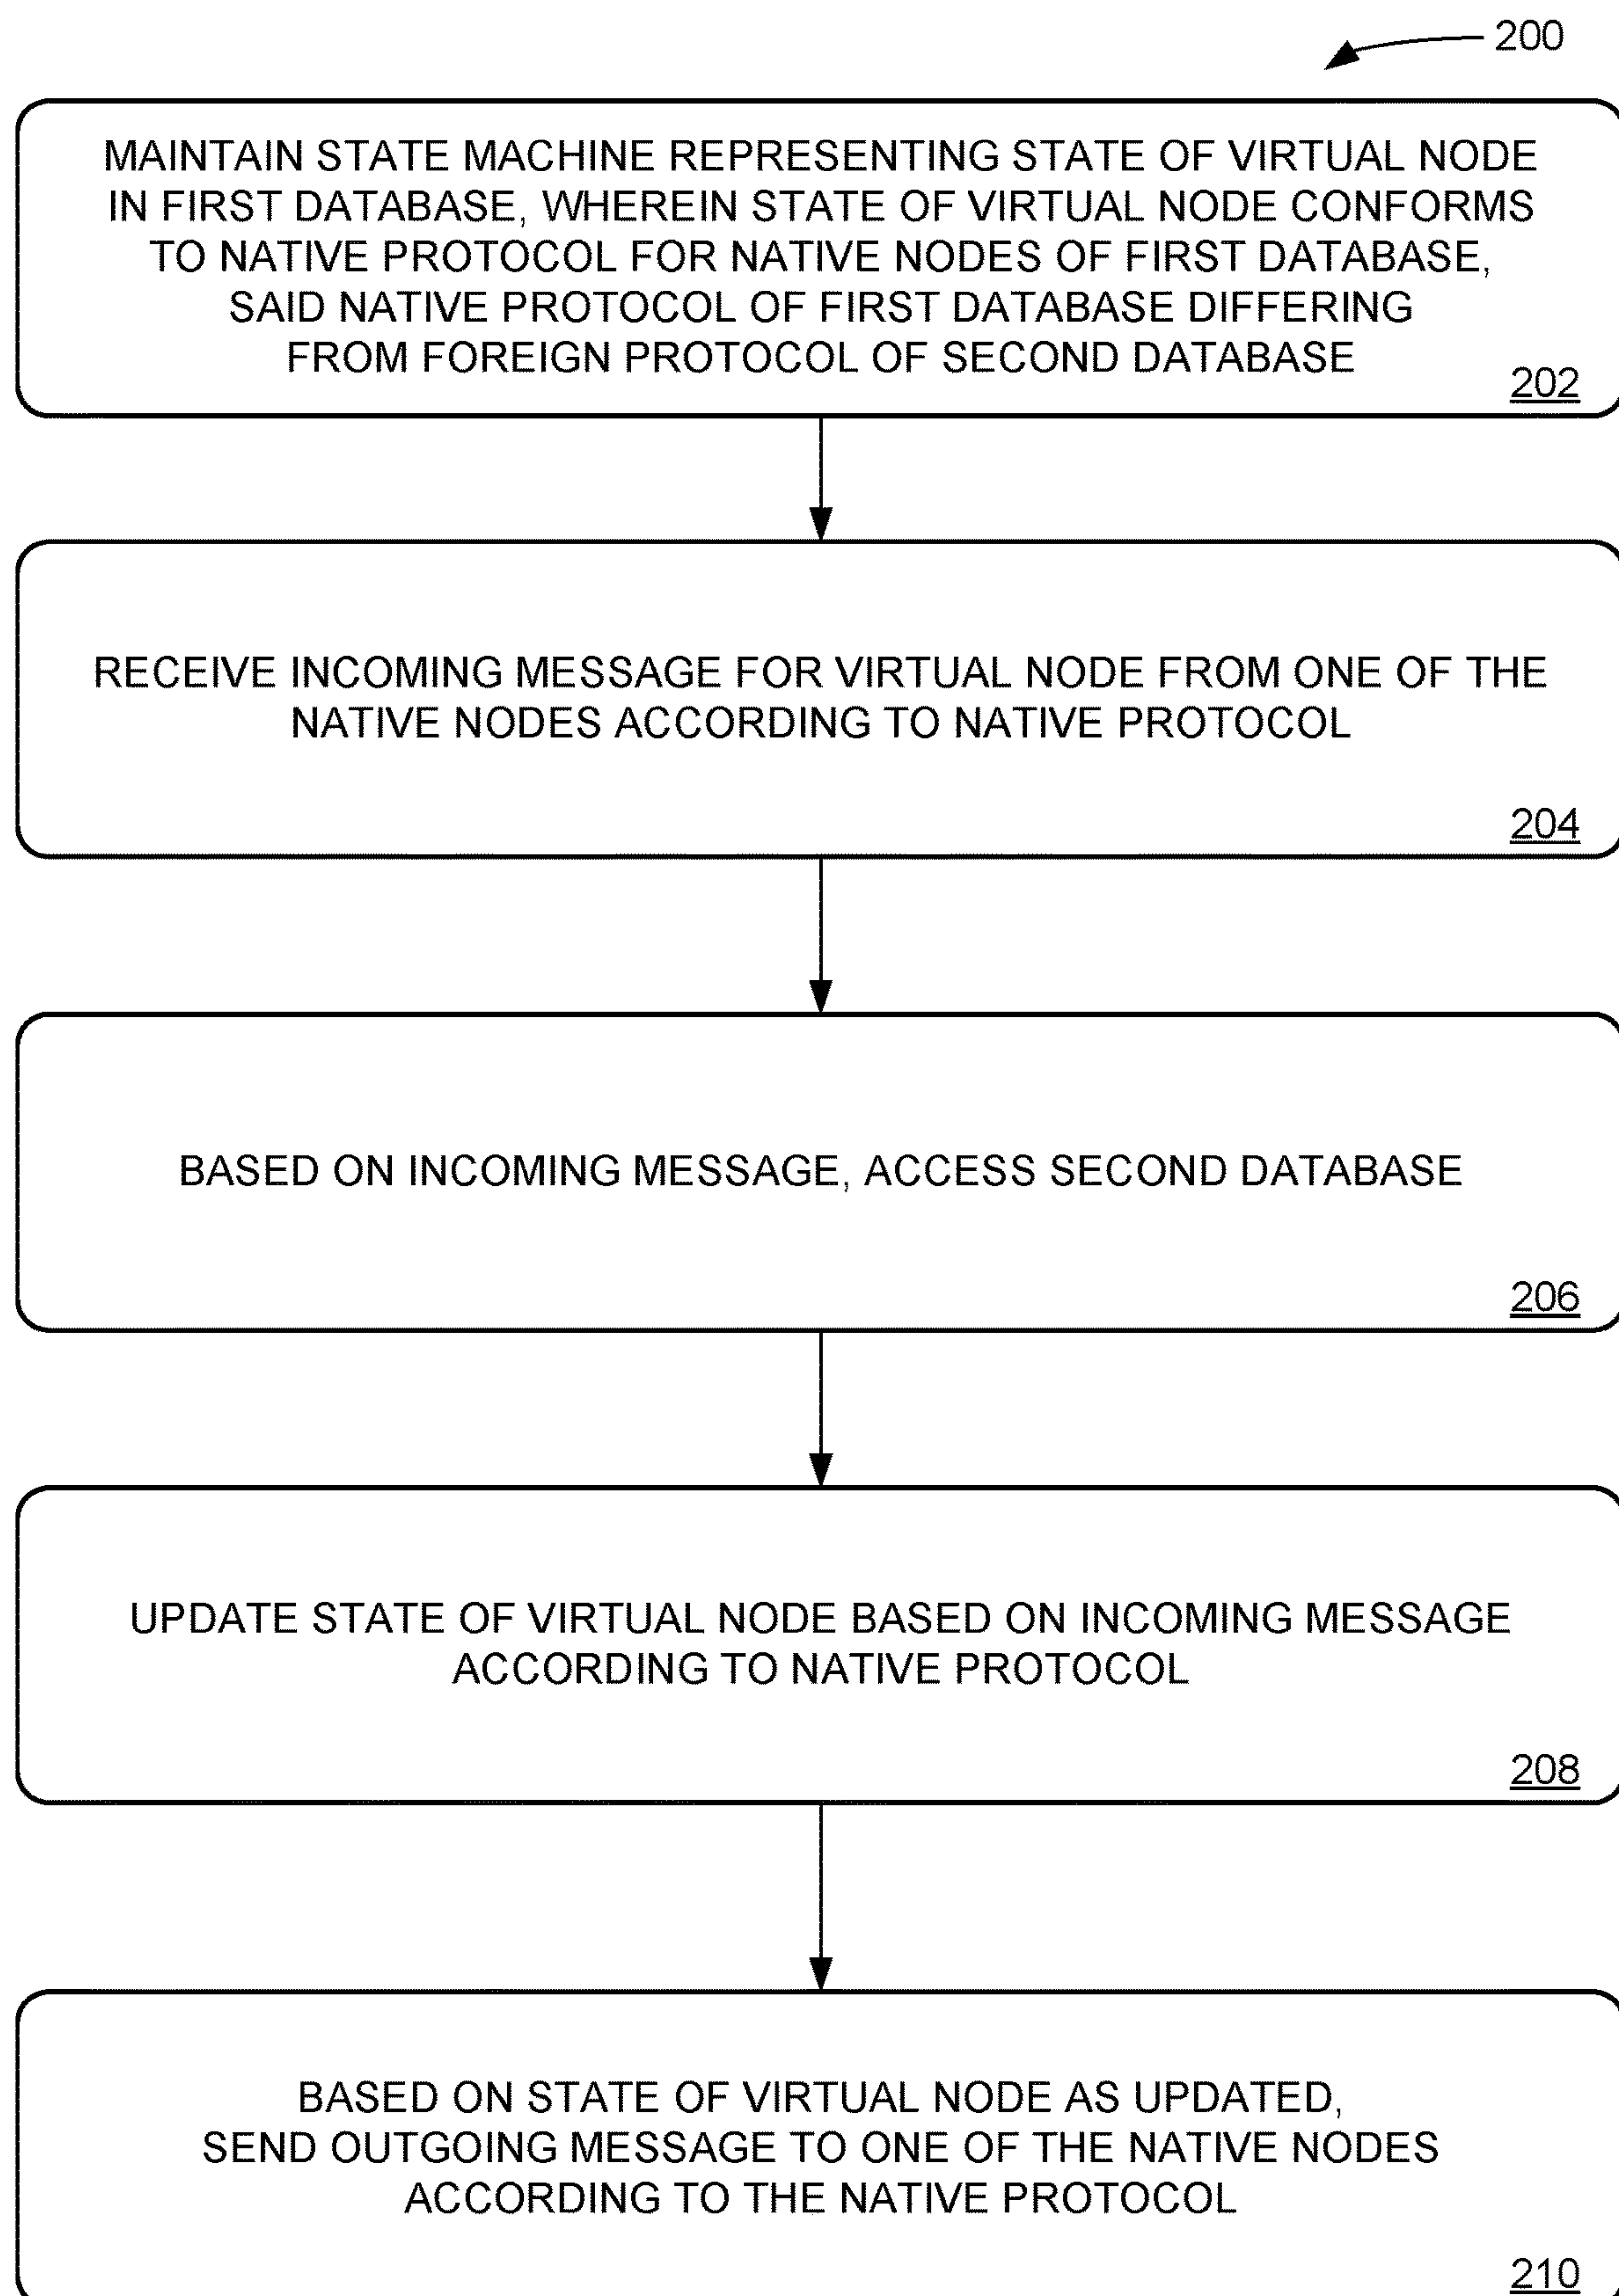 200
MAINTAIN STATE MACHINE REPRESENTING STATE OF VIRTUAL NODE
IN FIRST DATABASE, WHEREIN STATE OF VIRTUAL NODE CONFORMS
TO NATIVE PROTOCOL FOR NATIVE NODES OF FIRST DATABASE,
SAID NATIVE PROTOCOL OF FIRST DATABASE DIFFERING
FROM FOREIGN PROTOCOL OF SECOND DATABASE
202
RECEIVE INCOMING MESSAGE FOR VIRTUAL NODE FROM ONE OF THE
NATIVE NODES ACCORDING TO NATIVE PROTOCOL
204
BASED ON INCOMING MESSAGE, ACCESS SECOND DATABASE
206
UPDATE STATE OF VIRTUAL NODE BASED ON INCOMING MESSAGE
ACCORDING TO NATIVE PROTOCOL
208
BASED ON STATE OF VIRTUAL NODE AS UPDATED,
SEND OUTGOING MESSAGE TO ONE OF THE NATIVE NODES
ACCORDING TO THE NATIVE PROTOCOL
210